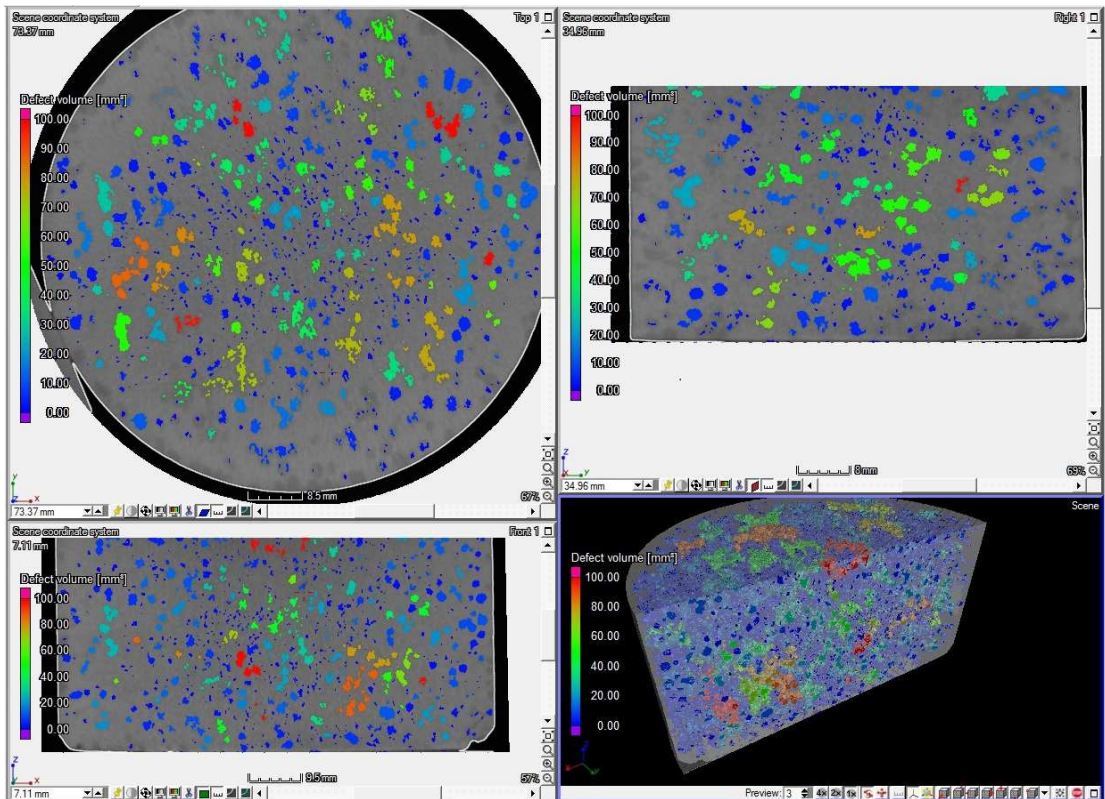 Scene coordinate system
Top 1
73.37 mm
Defect volume [mm³]
100.00
90.00
80.00
70.00
60.00
50.00
40.00
30.00
20.00
10.00
0.00
y
x
8.5 mm
67%
73.37 mm
Scene coordinate system
Right 1
34.96 mm
Defect volume [mm³]
100.00
90.00
80.00
70.00
60.00
50.00
40.00
30.00
20.00
10.00
0.00
z
y
8 mm
69%
34.96 mm
Scene coordinate system
Front 1
7.11 mm
Defect volume [mm³]
100.00
80.00
60.00
40.00
20.00
0.00
z
x
9.5 mm
57%
7.11 mm
Scene
Defect volume [mm³]
100.00
80.00
60.00
40.00
20.00
0.00
Preview: 3
4x 2x 1x